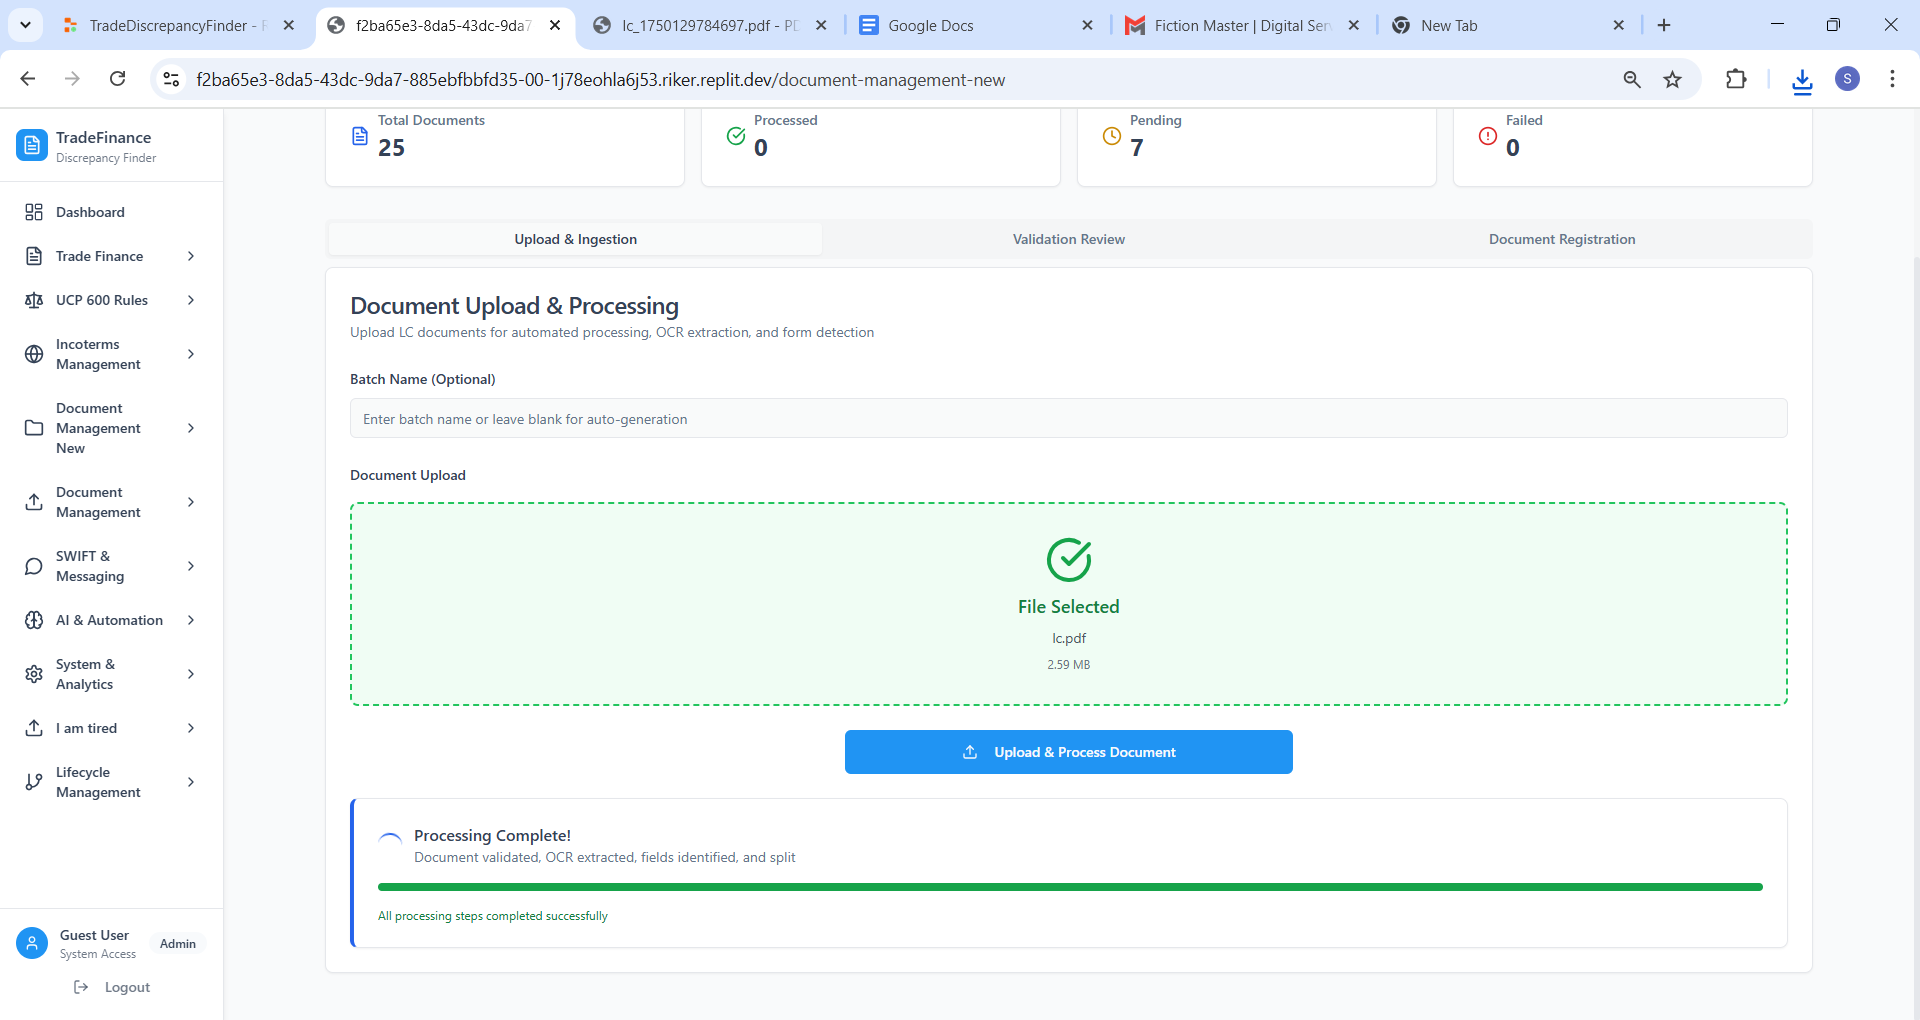 TradeDiscrepancyFinder - R
f2ba65e3-8da5-43dc-9da7
lc_1750129784697.pdf - PD
Google Docs
Fiction Master | Digital Ser
New Tab
f2ba65e3-8da5-43dc-9da7-885ebfbbfd35-00-1j78eohla6j53.riker.replit.dev/document-management-new
S
TradeFinance
Discrepancy Finder
Dashboard
Trade Finance
UCP 600 Rules
Incoterms
Management
Document
Management
New
Document
Management
SWIFT &
Messaging
AI & Automation
System &
Analytics
I am tired
Lifecycle
Management
Guest User
System Access
Admin
Logout
Total Documents
25
Processed
0
Pending
7
Failed
0
Upload & Ingestion
Validation Review
Document Registration
Document Upload & Processing
Upload LC documents for automated processing, OCR extraction, and form detection
Batch Name (Optional)
Enter batch name or leave blank for auto-generation
Document Upload
File Selected
lc.pdf
2.59 MB
Upload & Process Document
Processing Complete!
Document validated, OCR extracted, fields identified, and split
All processing steps completed successfully